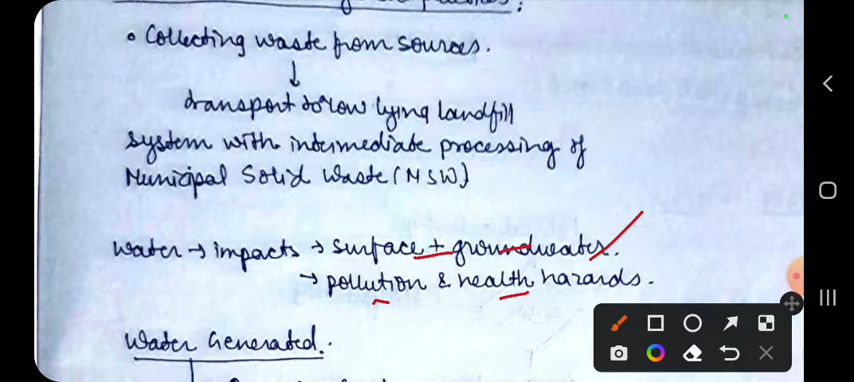 • Collecting waste from sources.
↓
transport to low lying landfill
system with intermediate processing of
Municipal Solid Waste (MSW)
Water → impacts → surface + groundwater.
→ pollution & health hazards.
Water Generated.